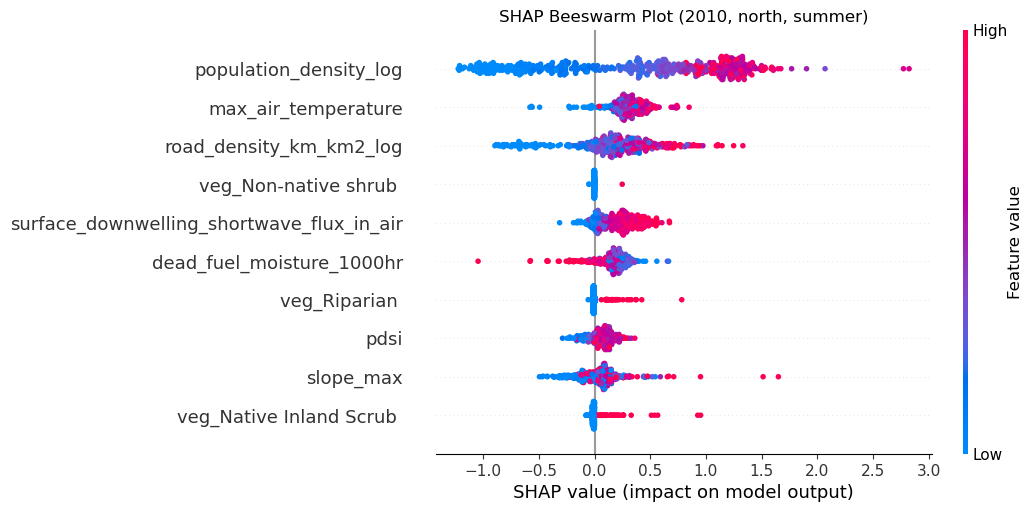 SHAP Beeswarm Plot (2010, north, summer)
High
population_density_log
max_air_temperature
road_density_km_km2_log
veg_Non-native shrub
surface_downwelling_shortwave_flux_in_air
dead_fuel_moisture_1000hr
veg_Riparian
pdsi
slope_max
veg_Native Inland Scrub
Feature value
Low
−1.0 −0.5 0.0 0.5 1.0 1.5 2.0 2.5 3.0
SHAP value (impact on model output)